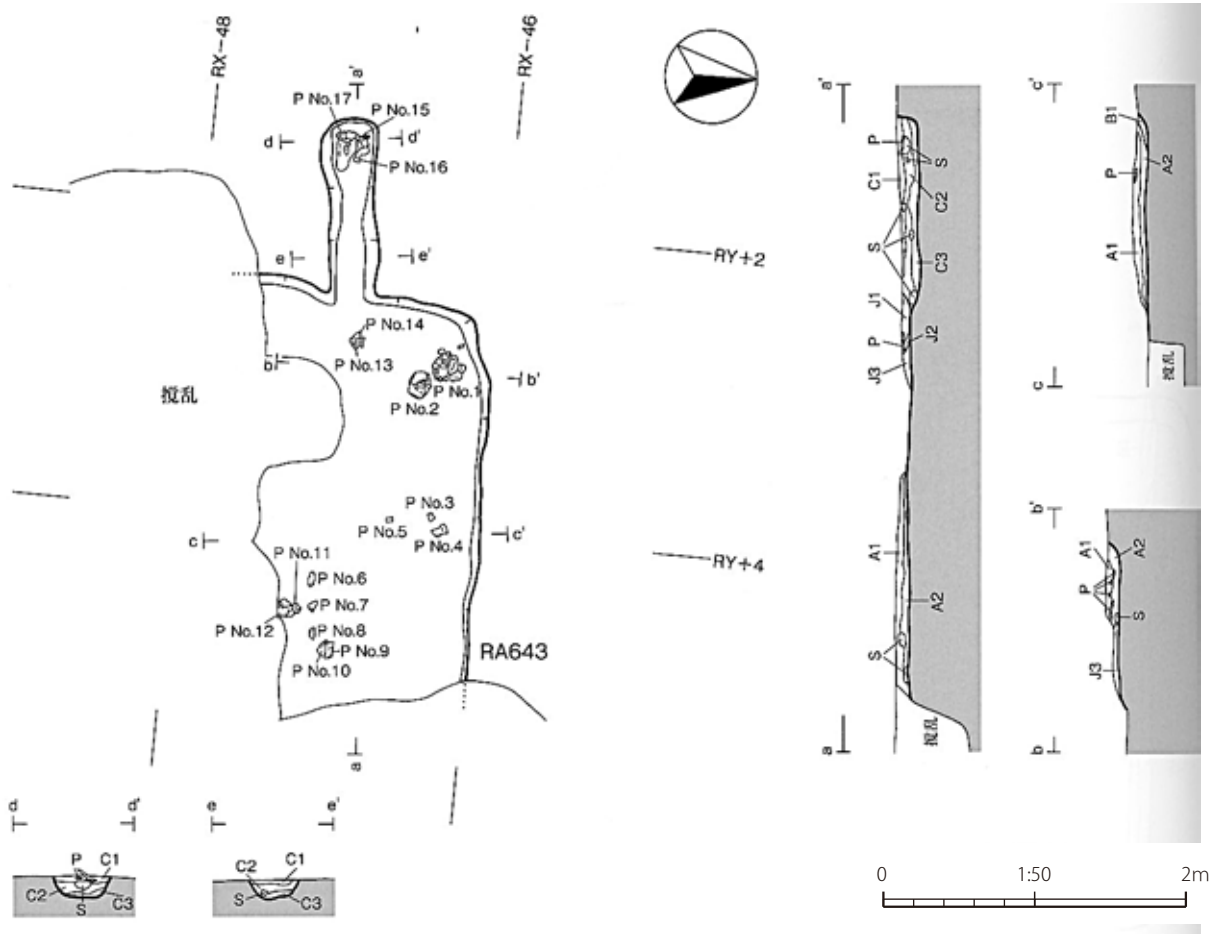 RX-48
RX-46
a'
P No.17
P No.15
d
d'
P No.16
e
e'
P No.14
P No.13
b
b'
P No.1
P No.2
撹乱
P No.3
P No.5
P No.4
c
c'
P No.11
P No.6
P No.7
P No.12
P No.8
P No.9
P No.10
RA643
a
RY+2
RY+4
a'
P
S
C1
C2
S
C3
J1
J2
P
J3
A1
A2
S
a
撹乱
c'
B1
A2
P
A1
c
撹乱
b'
A1
A2
P
S
J3
b
d
d'
P
C1
C2
S
C3
e
e'
C2
C1
S
C3
0
1:50
2m